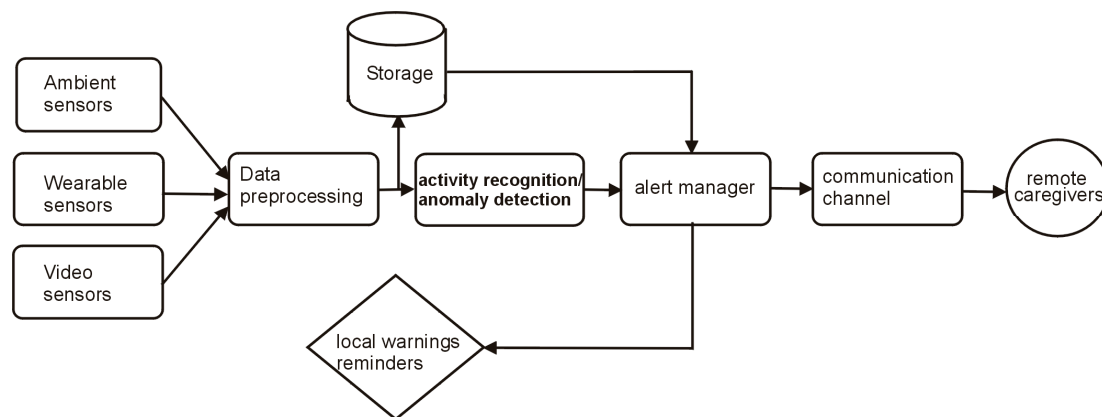 Ambient
sensors
Wearable
sensors
Video
sensors
Data
preprocessing
Storage
activity recognition/
anomaly detection
alert manager
communication
channel
remote
caregivers
local warnings
reminders